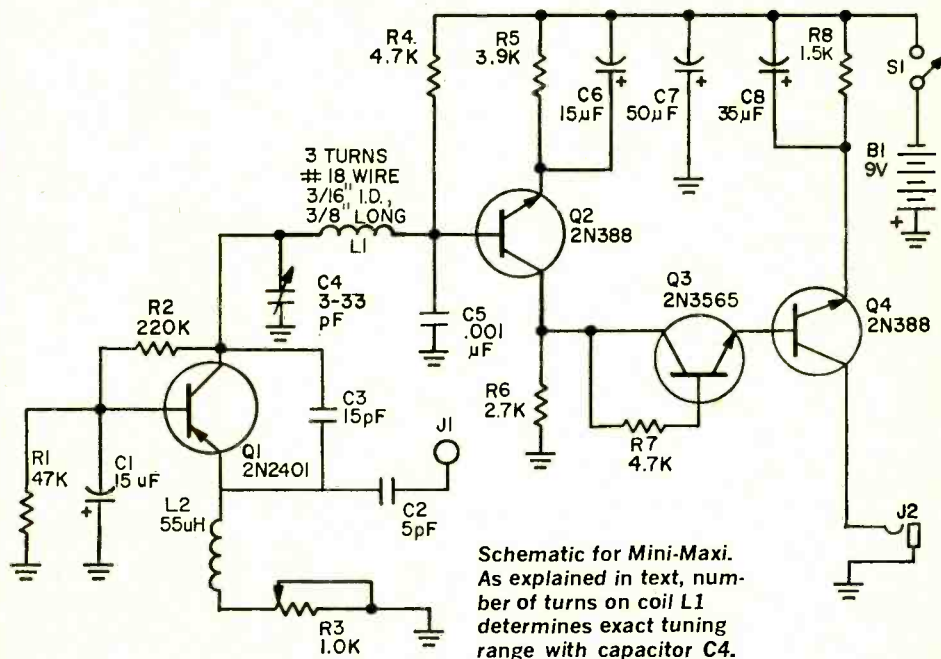 R4.
4.7K
R5
3.9K
C6
15µF
C7
50µF
C8
35µF
R8
1.5K
S1
B1
9V
+
+
+
+
3 TURNS
# 18 WIRE
3/16" I.D.,
3/8" LONG
L1
Q2
2N388
C4
3-33
pF
C5
.001
µF
Q3
2N3565
Q4
2N388
R2
220K
R6
2.7K
R7
4.7K
C3
15pF
J1
Q1
2N2401
R1
47K
C1
15uF
+
L2
55uH
C2
5pF
J2
R3
1.0K
Schematic for Mini-Maxi.
As explained in text, num-
ber of turns on coil L1
determines exact tuning
range with capacitor C4.